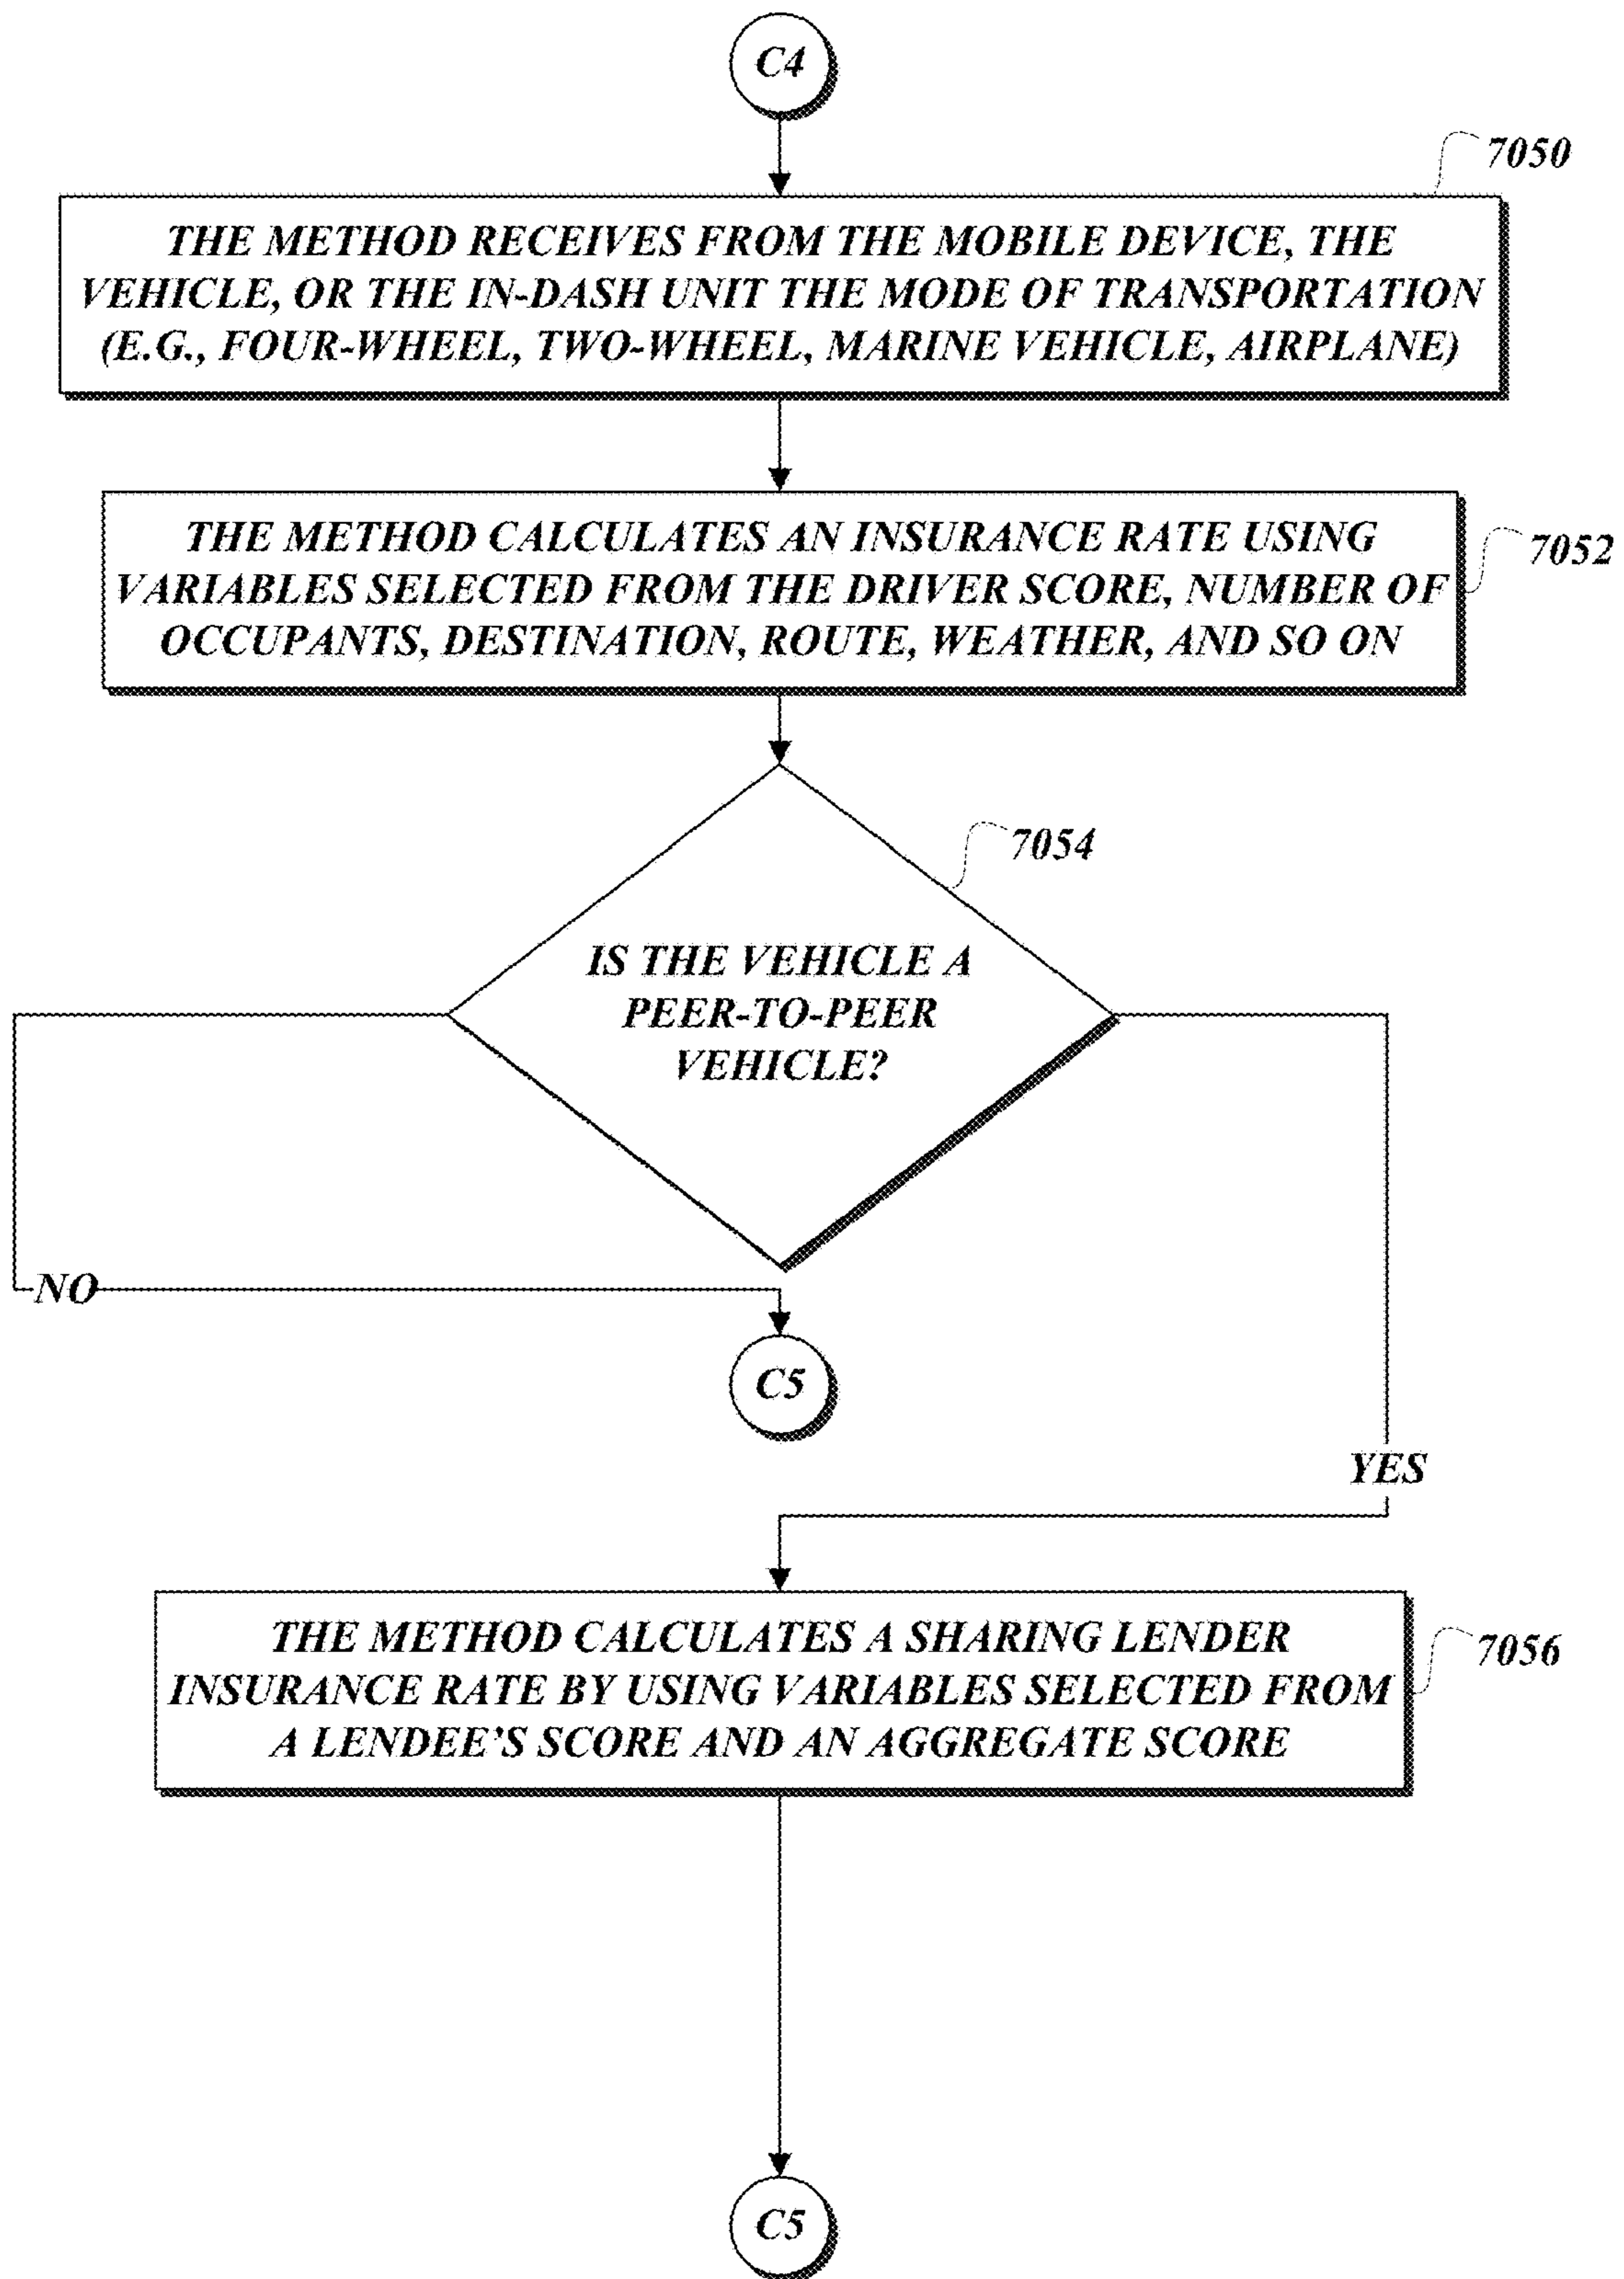 C4
7050
THE METHOD RECEIVES FROM THE MOBILE DEVICE, THE
VEHICLE, OR THE IN-DASH UNIT THE MODE OF TRANSPORTATION
(E.G., FOUR-WHEEL, TWO-WHEEL, MARINE VEHICLE, AIRPLANE)
7052
THE METHOD CALCULATES AN INSURANCE RATE USING
VARIABLES SELECTED FROM THE DRIVER SCORE, NUMBER OF
OCCUPANTS, DESTINATION, ROUTE, WEATHER, AND SO ON
7054
IS THE VEHICLE A
PEER-TO-PEER
VEHICLE?
NO
C5
YES
7056
THE METHOD CALCULATES A SHARING LENDER
INSURANCE RATE BY USING VARIABLES SELECTED FROM
A LENDEE'S SCORE AND AN AGGREGATE SCORE
C5